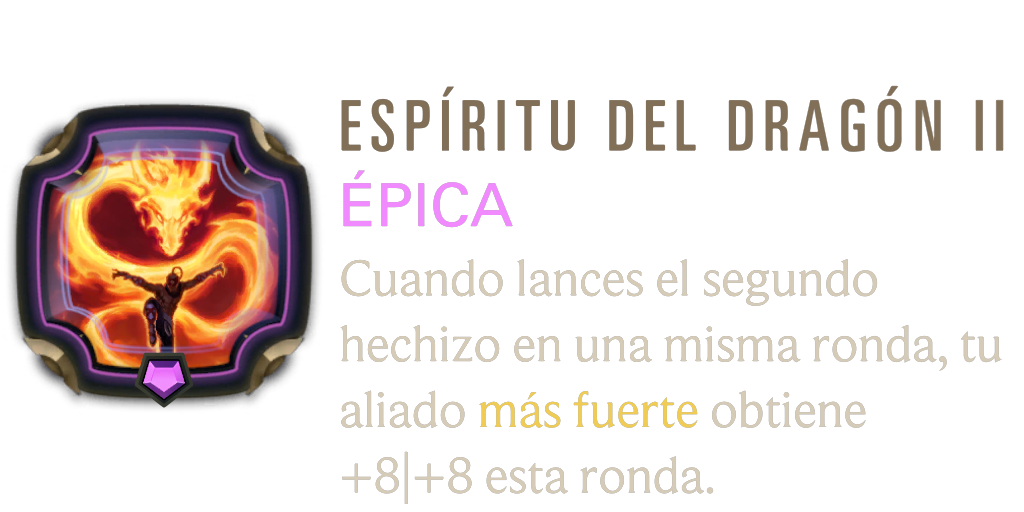 ESPÍRITU DEL DRAGÓN II
ÉPICA
Cuando lances el segundo
hechizo en una misma ronda, tu
aliado más fuerte obtiene
+8|+8 esta ronda.